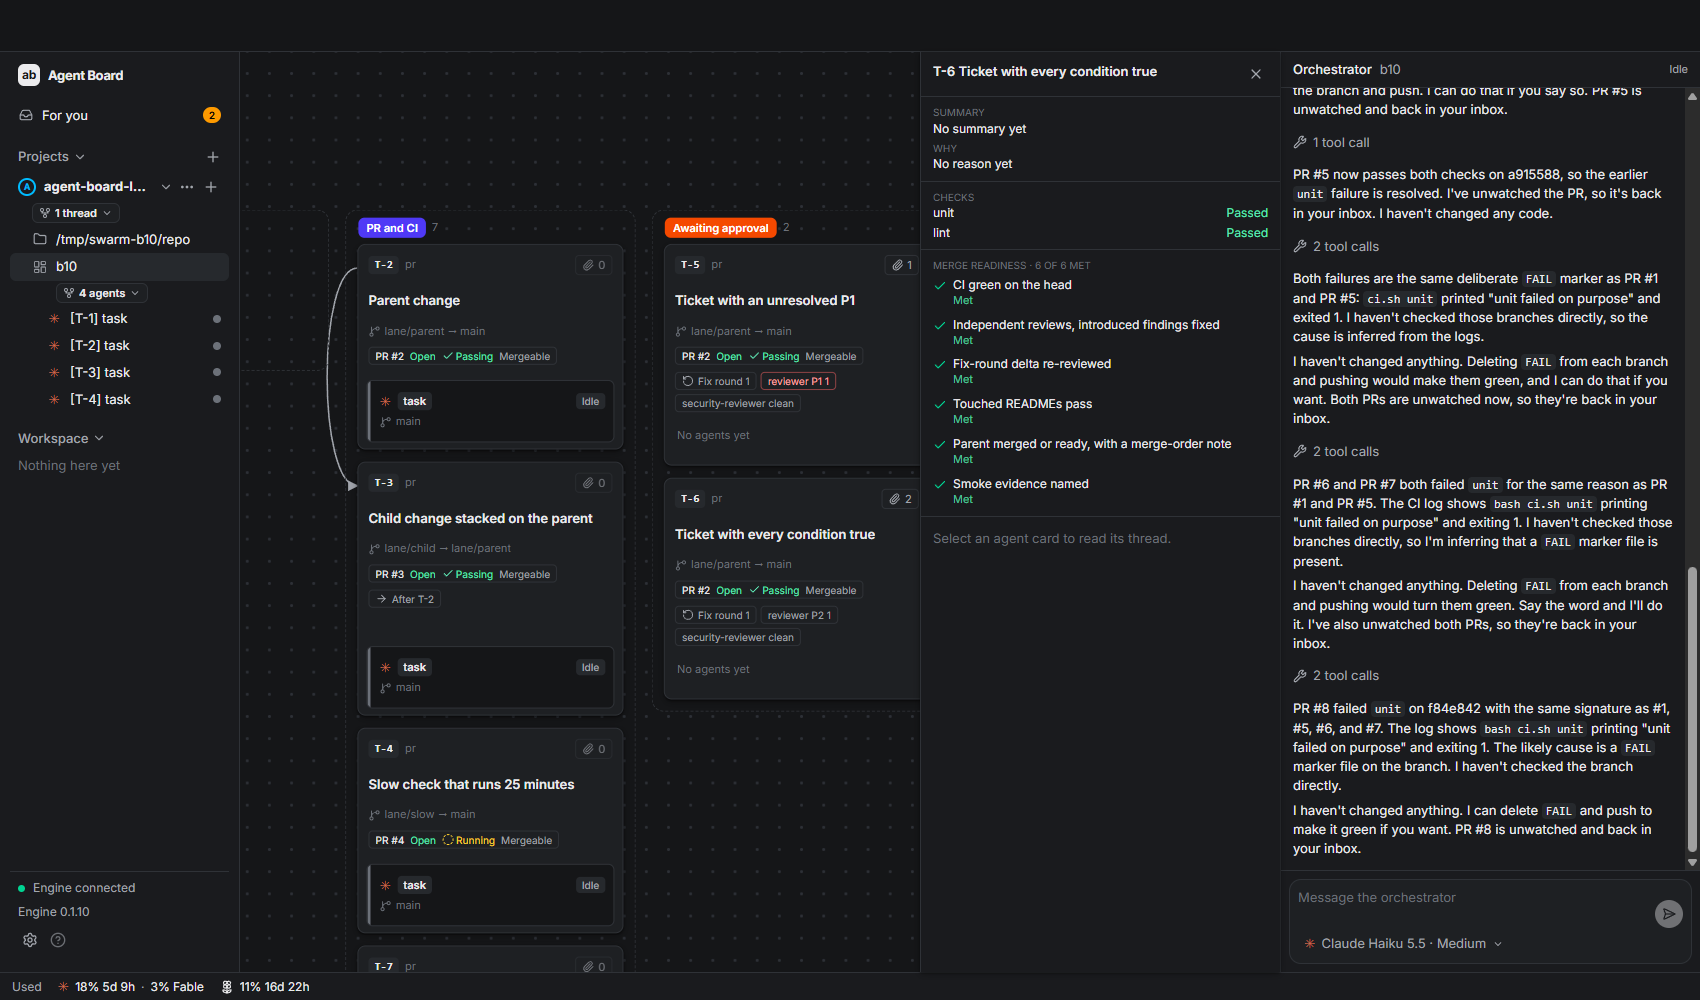 ab Agent Board
For you 2
Projects
A agent-board-l...
1 thread
/tmp/swarm-b10/repo
b10
4 agents
[T-1] task
[T-2] task
[T-3] task
[T-4] task
Workspace
Nothing here yet
Engine connected
Engine 0.1.10
PR and CI 7
T-2 pr 0
Parent change
lane/parent → main
PR #2 Open Passing Mergeable
task Idle
main
T-3 pr 0
Child change stacked on the parent
lane/child → lane/parent
PR #3 Open Passing Mergeable
After T-2
task Idle
main
T-4 pr 0
Slow check that runs 25 minutes
lane/slow → main
PR #4 Open Running Mergeable
task Idle
main
T-7 pr 0
Awaiting approval 2
T-5 pr 1
Ticket with an unresolved P1
lane/parent → main
PR #2 Open Passing Mergeable
Fix round 1 reviewer P1 1
security-reviewer clean
No agents yet
T-6 pr 2
Ticket with every condition true
lane/parent → main
PR #2 Open Passing Mergeable
Fix round 1 reviewer P2 1
security-reviewer clean
No agents yet
T-6 Ticket with every condition true
SUMMARY
No summary yet
WHY
No reason yet
CHECKS
unit Passed
lint Passed
MERGE READINESS · 6 OF 6 MET
CI green on the head
Met
Independent reviews, introduced findings fixed
Met
Fix-round delta re-reviewed
Met
Touched READMEs pass
Met
Parent merged or ready, with a merge-order note
Met
Smoke evidence named
Met
Select an agent card to read its thread.
Orchestrator b10 Idle
the branch and push. I can do that if you say so. PR #5 is
unwatched and back in your inbox.
1 tool call
PR #5 now passes both checks on a915588, so the earlier
unit failure is resolved. I've unwatched the PR, so it's back
in your inbox. I haven't changed any code.
2 tool calls
Both failures are the same deliberate FAIL marker as PR #1
and PR #5: ci.sh unit printed "unit failed on purpose" and
exited 1. I haven't checked those branches directly, so the
cause is inferred from the logs.
I haven't changed anything. Deleting FAIL from each branch
and pushing would make them green, and I can do that if you
want. Both PRs are unwatched now, so they're back in your
inbox.
2 tool calls
PR #6 and PR #7 both failed unit for the same reason as PR
#1 and PR #5. The CI log shows bash ci.sh unit printing
"unit failed on purpose" and exiting 1. I haven't checked those
branches directly, so I'm inferring that a FAIL marker file is
present.
I haven't changed anything. Deleting FAIL from each branch
and pushing would turn them green. Say the word and I'll do
it. I've also unwatched both PRs, so they're back in your
inbox.
2 tool calls
PR #8 failed unit on f84e842 with the same signature as #1,
#5, #6, and #7. The log shows bash ci.sh unit printing "unit
failed on purpose" and exiting 1. The likely cause is a FAIL
marker file on the branch. I haven't checked the branch
directly.
I haven't changed anything. I can delete FAIL and push to
make it green if you want. PR #8 is unwatched and back in
your inbox.
Message the orchestrator
Claude Haiku 5.5 · Medium
Used 18% 5d 9h · 3% Fable 11% 16d 22h